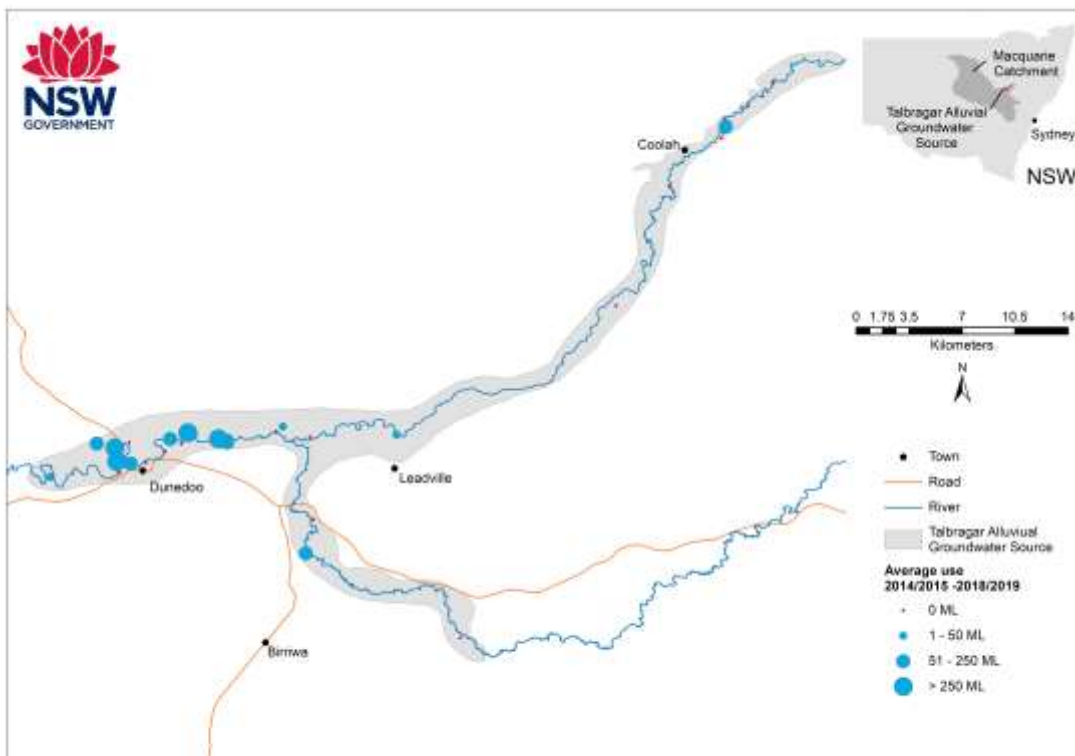 NSW
GOVERNMENT
Macquarie
Catchment
Talbragar Alluvial
Groundwater
Source
Sydney
NSW
Coolah
0 1.75 3.5 7 10.5 14
Kilometers
N
Dunedoo
Leadville
Birriwa
Town
Road
River
Talbragar Alluviual
Groundwater Source
Average use
2014/2015 -2018/2019
0 ML
1 - 50 ML
51 - 250 ML
> 250 ML